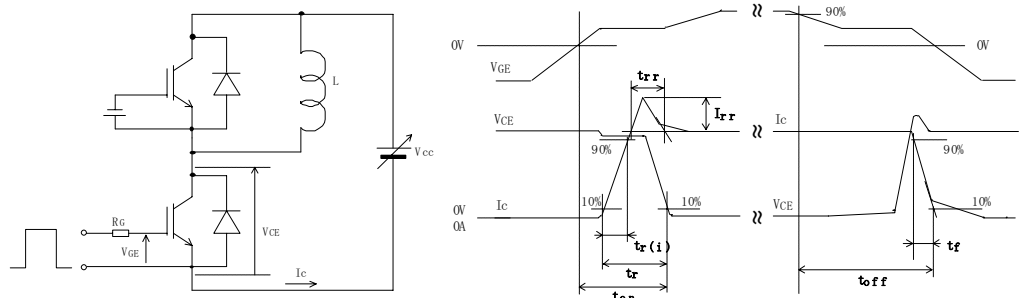 L
Vcc
RG
VGE
VCE
Ic
0V
VGE
trr
Irr
VCE
90%
10%
10%
0V
0A
Ic
tr(i)
tr
ton
90%
0V
Ic
90%
VCE
10%
tf
toff